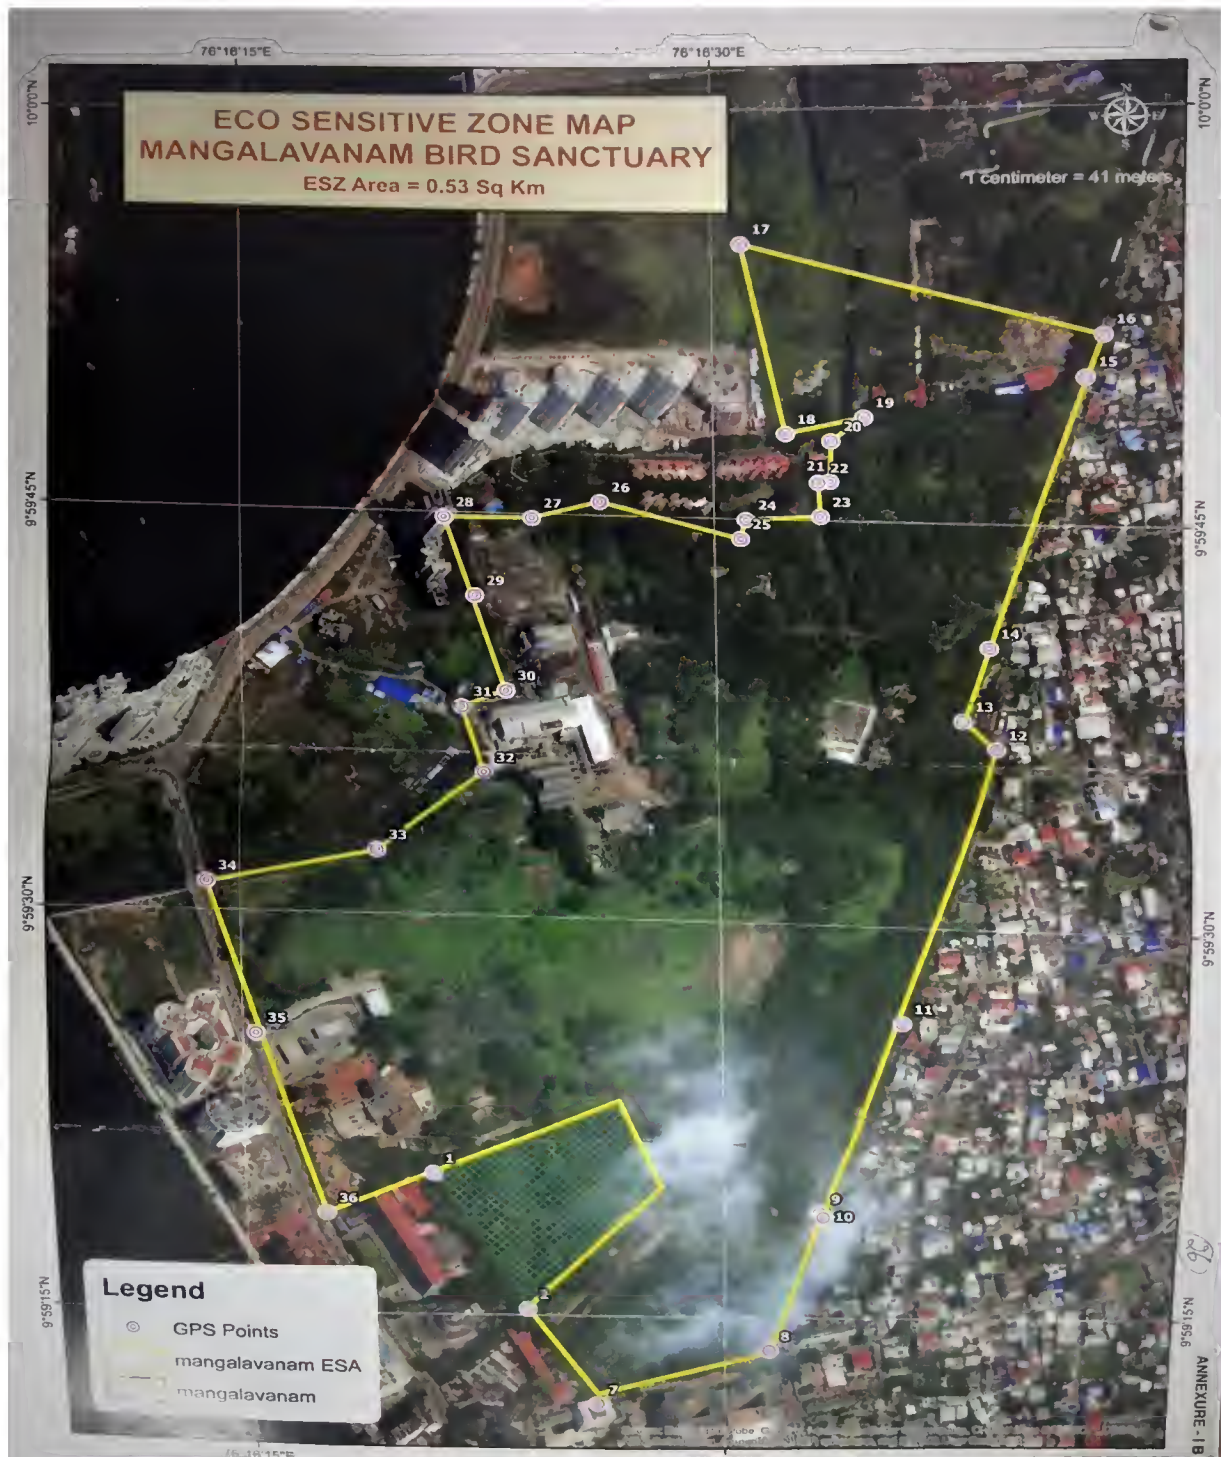 76°16'15"E
76°16'30"E
10°0'0"N
10°0'0"N
ECO SENSITIVE ZONE MAP
MANGALAVANAM BIRD SANCTUARY
ESZ Area = 0.53 Sq Km
N
W E
S
1 centimeter = 41 meters
17
16
15
19
18
20
21 22
26
28 27 24 23
25
9°59'45"N
9°59'45"N
29
14
30
31
13
12
32
33
34
9°59'30"N
9°59'30"N
11
35
1
36
9
10
2
8
7
9°59'15"N
9°59'15"N
Legend
GPS Points
mangalavanam ESA
mangalavanam
(26)
ANNEXURE - I B
76°16'15"E